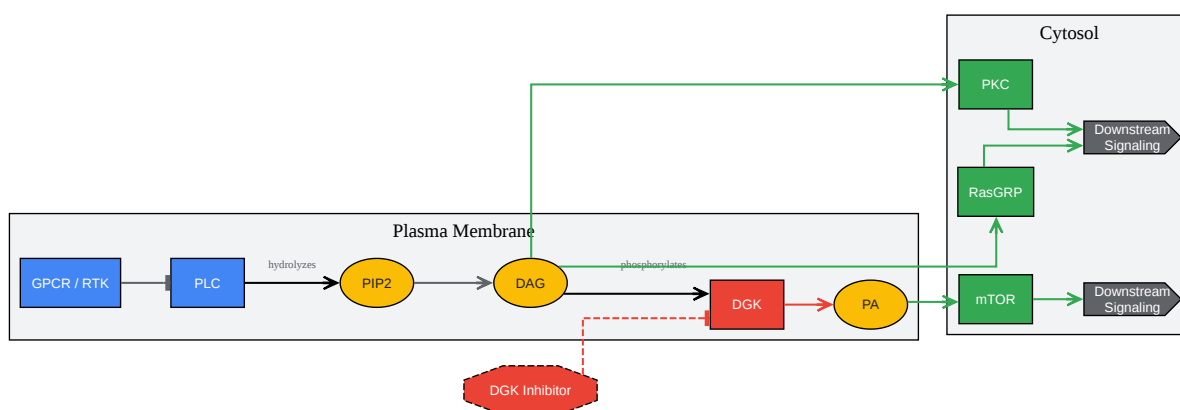 Cytosol
PKC
Downstream
Signaling
RasGRP
Plasma Membrane
hydrolyzes
phosphorylates
GPCR / RTK
PLC
PIP2
DAG
DGK
PA
mTOR
Downstream
Signaling
DGK Inhibitor